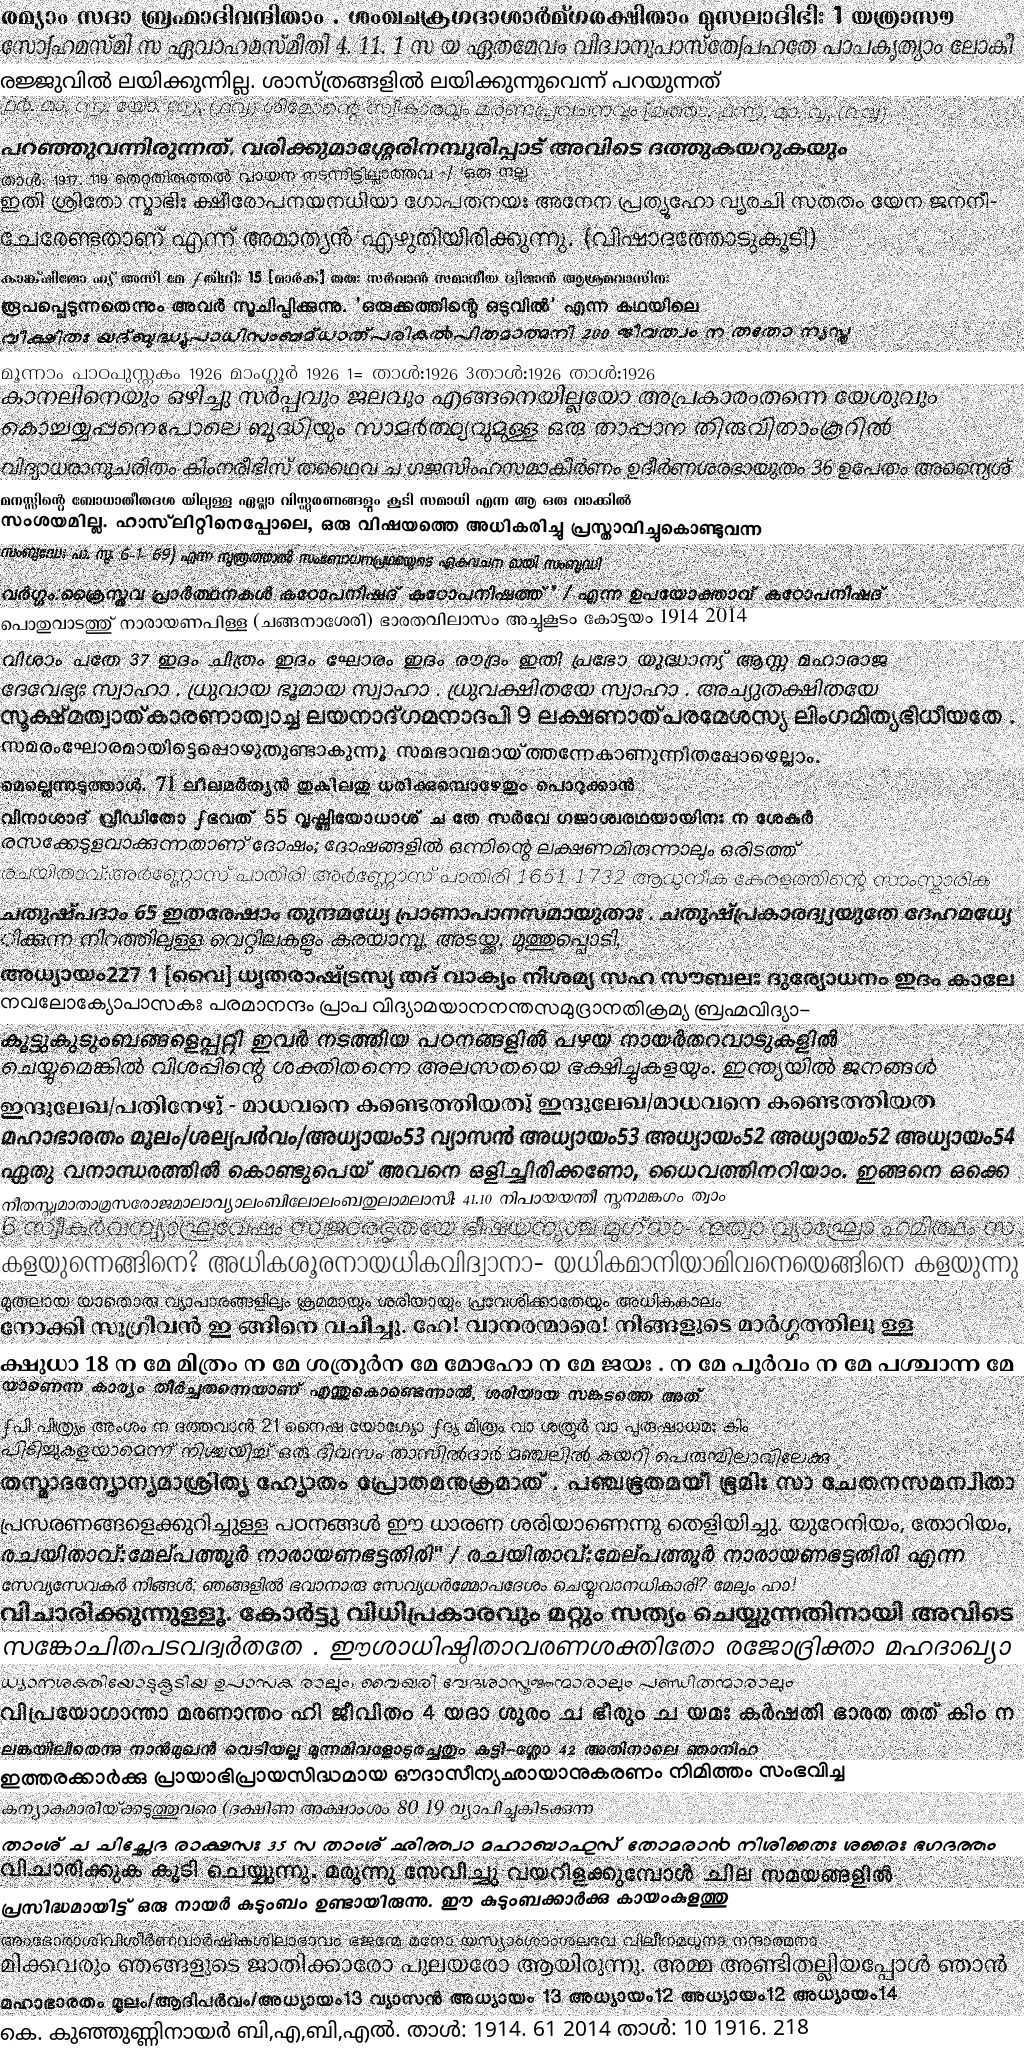 രമ്യാം സദാ ബ്രഹ്മാദിവന്ദിതാം . ശംഖചക്രഗദാശാർമ്ഗരക്ഷിതാം മുസലാദിഭിഃ 1 യത്രാസൗ
സോഽഹമസ്മി സ ഏവാഹമസ്മീതി 4. 11. 1 സ യ ഏതമേവം വിദ്വാനുപാസ്തേഽപഹതേ പാപകൃത്യാം ലോകീ
രജ്ജുവിൽ ലയിക്കുന്നില്ല. ശാസ്ത്രങ്ങളിൽ ലയിക്കുന്നുവെന്ന് പറയുന്നത്
ശിമോന്റെ സ്വീകാരവും മരണപ്രവചനവും
പറഞ്ഞുവന്നിരുന്നത്. വരിക്കുമാശ്ശേരിനമ്പൂരിപ്പാട് അവിടെ ദത്തുകയറുകയും
താൾ: 1937. 119 തെറ്റുതിരുത്തൽ വായന നടന്നിട്ടില്ലാത്തവ -/ 'ഒരു നല്ല
ഇതി ശ്രിതോ സ്മാഭിഃ ക്ഷീരോപനയനധിയാ ഗോപതനയഃ അനേന പ്രത്യൂഹോ വ്യരചി സതതം യേന ജനനീ-
ചേരേണ്ടതാണ് എന്ന് അമാത്യൻ എഴുതിയിരിക്കുന്നു. (വിഷാദത്തോടുകൂടി)
കാങ്ക്ഷിതോ ഹ്യ് അസി മേ ഽതിഥിഃ 15 [മാർക്] തതഃ സർവാൻ സമാനീയ ദ്വിജാൻ ആശ്രമവാസിനഃ
രൂപപ്പെടുന്നതെന്നും അവർ സൂചിപ്പിക്കുന്നു. 'ഒരുക്കത്തിന്റെ ഒടുവിൽ' എന്ന കഥയിലെ
വീക്ഷിതഃ യദ്ബുദ്ധ്യുപാധിസംബമ്ധാത്പരികൽപിതമാത്മനി 200 ജീവത്വം ന തതോ ന്യസ്തു
മൂന്നാം പാഠപുസ്തകം 1926 മാംഗ്ലൂർ 1926 1= താൾ:1926 3താൾ:1926 താൾ:1926
കാനലിനെയും ഒഴിച്ചു സർപ്പവും ജലവും എങ്ങനെയില്ലയോ അപ്രകാരംതന്നെ യേശുവും
കൊച്ചയ്യപ്പനെപോലെ ബുദ്ധിയും സാമർത്ഥ്യവുമുള്ള ഒരു താപ്പാന തിരുവിതാംകൂറിൽ
വിദ്യാധരാനുചരിതം കിംനരീഭിസ് തഥൈവ ച ഗജസിംഹസമാകീർണം ഉദീർണശരഭായുതം 36 ഉപേതം അന്യൈശ്
മനസ്സിന്റെ ബോധാതീതദശ യിലുള്ള എല്ലാ വിസ്ഫുരണങ്ങളും കൂടി സമാധി എന്ന ആ ഒരു വാക്കിൽ
സംശയമില്ല. ഹാസ്‌ലിറ്റിനെപ്പോലെ, ഒരു വിഷയത്തെ അധികരിച്ചു പ്രസ്താവിച്ചുകൊണ്ടുവന്ന
സംബുദ്ധേഃ പാ. സൂ. 6-1- 69) എന്ന സൂത്രത്താൽ സംബോധനപ്രഥമയുടെ ഏകവചന മായി സംബുദ്ധി
വർഗ്ഗം:ക്രൈസ്തവ പ്രാർത്ഥനകൾ കഠോപനിഷദ് കഠോപനിഷത്ത് " / എന്ന ഉപയോക്താവ് കഠോപനിഷദ്
പൊതുവാടത്തു് നാരായണപിള്ള (ചങ്ങനാശേരി) ഭാരതവിലാസം അച്ചുകൂടം കോട്ടയം 1914 2014
വിശാം പതേ 37 ഇദം ചിത്രം ഇദം ഘോരം ഇദം രൗദ്രം ഇതി പ്രഭോ യുദ്ധാന്യ് ആസ്ത മഹാരാജ
ദേവേഭ്യഃ സ്വാഹാ . ധ്രുവായ ഭൂമായ സ്വാഹാ . ധ്രുവക്ഷിതയേ സ്വാഹാ . അച്യുതക്ഷിതയേ
സൂക്ഷ്മത്വാത്കാരണാത്വാച്ച ലയനാദ്ഗമനാദപി 9 ലക്ഷണാത്പരമേശസ്യ ലിംഗമിത്യഭിധീയതേ .
സമരംഘോരമായിട്ടെപ്പൊഴുതുണ്ടാകുന്നൂ സമഭാവമായ്‌ത്തന്നേകാണുന്നിതപ്പോഴെല്ലാം.
മെല്ലെന്നടുത്താൾ. 71 ലീലമർത്യൻ തുകിലതു ധരിക്കുമ്പൊഴേതും പൊറുക്കാൻ
വിനാശാദ് വ്രീഡിതോ ഽഭവത് 55 വൃഷ്ണിയോധാശ് ച തേ സർവേ ഗജാശ്വരഥയായിനഃ ന ശേകുർ
രസക്കേടുളവാക്കുന്നതാണ് ദോഷം; ദോഷങ്ങളിൽ ഒന്നിന്റെ ലക്ഷണമിരുന്നാലും ഒരിടത്ത്
രചയിതാവ്:അർണ്ണോസ് പാതിരി അർണ്ണോസ് പാതിരി 1651 1732 ആധുനീക കേരളത്തിന്റെ സാംസ്കാരിക
ചതുഷ്പദാം 65 ഇതരേഷാം തുന്ദമധ്യേ പ്രാണാപാനസമായുതാഃ . ചതുഷ്പ്രകാരദ്വ്യയുതേ ദേഹമധ്യേ
ിക്കുന്ന നിറത്തിലുള്ള വെറ്റിലകളും കരയാമ്പൂ, അടയ്ക്ക, മുത്തുപ്പൊടി,
അധ്യായം227 1 [വൈ] ധൃതരാഷ്ട്രസ്യ തദ് വാക്യം നിശമ്യ സഹ സൗബലഃ ദുര്യോധനം ഇദം കാലേ
നവലോക്യോപാസകഃ പരമാനന്ദം പ്രാപ വിദ്യാമയാനനന്തസമുദ്രാനതിക്രമ്യ ബ്രഹ്മവിദ്യാ-
കൂട്ടുകുടുംബങ്ങളെപ്പറ്റി ഇവർ നടത്തിയ പഠനങ്ങളിൽ പഴയ നായർതറവാടുകളിൽ
ചെയ്യുമെങ്കിൽ വിശപ്പിന്റെ ശക്തിതന്നെ അലസതയെ ഭക്ഷിച്ചുകളയും. ഇന്ത്യയിൽ ജനങ്ങൾ
ഇന്ദുലേഖ/പതിനേഴു് - മാധവനെ കണ്ടെത്തിയതു് ഇന്ദുലേഖ/മാധവനെ കണ്ടെത്തിയത
മഹാഭാരതം മൂലം/ശല്യപർവം/അധ്യായം53 വ്യാസൻ അധ്യായം53 അധ്യായം52 അധ്യായം52 അധ്യായം54
ഏതു വനാന്ധരത്തിൽ കൊണ്ടുപെയ് അവനെ ഒളിച്ചിരിക്കണോ, ധൈവത്തിനറിയാം. ഇങ്ങനെ ഒക്കെ
നീതസ്ത്വമാതാമ്രസരോജമാലാവ്യാലംബിലോലംബതുലാമലാസീഃ 41.10 നിപായയന്തീ സ്തനമങ്കഗം ത്വാം
കളയുന്നെങ്ങിനെ? അധികശൂരനായധികവിദ്വാനാ- യധികമാനിയാമിവനെയെങ്ങിനെ കളയുന്നു
മുതലായ യാതൊരു വ്യാപാരങ്ങളിലും ക്രമമായും ശരിയായും പ്രവേശിക്കാതേയും അധികകാലം
നോക്കി സുഗ്രീവൻ ഇ ങ്ങിനെ വചിച്ചു. ഹേ! വാനരന്മാരെ! നിങ്ങളുടെ മാർഗ്ഗത്തിലു ള്ള
ക്ഷുധാ 18 ന മേ മിത്രം ന മേ ശത്രുർന മേ മോഹോ ന മേ ജയഃ . ന മേ പൂർവം ന മേ പശ്ചാന്ന മേ
യാണെന്ന കാര്യം തീർച്ചതന്നെയാണ് എന്തുകൊണ്ടെന്നാൽ, ശരിയായ സങ്കടത്തെ അത്
ഽപി പിത്ര്യം അംശം ന ദത്തവാൻ 21 നൈഷ യോഗ്യോ ഽദ്യ മിത്രം വാ ശത്രുർ വാ പുരുഷാധമഃ കിം
പിടിച്ചുകളയാമെന്ന് നിശ്ചയിച്ച് ഒരു ദിവസം താസിൽദാർ മഞ്ചലിൽ കയറി പെരുമ്പിലാവിലേക്കു
തസ്മാദന്യോന്യമാശ്രിത്യ ഹ്യോതം പ്രോതമനുക്രമാത് . പഞ്ചഭൂതമയീ ഭൂമിഃ സാ ചേതനസമന്വിതാ
പ്രസരണങ്ങളെക്കുറിച്ചുള്ള പഠനങ്ങൾ ഈ ധാരണ ശരിയാണെന്നു തെളിയിച്ചു. യുറേനിയം, തോറിയം,
രചയിതാവ്:മേല്പത്തൂർ നാരായണഭട്ടതിരി" / രചയിതാവ്:മേല്പത്തൂർ നാരായണഭട്ടതിരി എന്ന
സേവ്യസേവകർ നിങ്ങൾ, ഞങ്ങളിൽ ഭവാനാരു സേവ്യധർമ്മോപദേശം ചെയ്യുവാനധികാരി? മേലും ഹാ!
വിചാരിക്കുന്നുള്ളൂ. കോർട്ടു വിധിപ്രകാരവും മറ്റും സത്യം ചെയ്യുന്നതിനായി അവിടെ
സങ്കോചിതപടവദ്വർതതേ . ഈശാധിഷ്ഠിതാവരണശക്തിതോ രജോദ്രിക്താ മഹദാഖ്യാ
ധ്യാനശക്തിയോടുകൂടിയ ഉപാസക രാലും, വൈഖരി വേദശാസ്ത്രജ്ഞന്മാരാലും പണ്ഡിതന്മാരാലും
വിപ്രയോഗാന്താ മരണാന്തം ഹി ജീവിതം 4 യദാ ശൂരം ച ഭീരും ച യമഃ കർഷതി ഭാരത തത് കിം ന
ലങ്കയിലിതെന്നു നാൻമുഖൻ വെടിയല്ല മുന്നമിവളോടുരച്ചതും കട്ടി-ശ്ലോ 42 അതിനാലെ ഞാനിഹ
ഇത്തരക്കാർക്കു പ്രായാഭിപ്രായസിദ്ധമായ ഔദാസീന്യഛായാനുകരണം നിമിത്തം സംഭവിച്ച
കന്യാകുമാരിയ്ക്കടുത്തുവരെ (ദക്ഷിണ അക്ഷാംശം 80 19 വ്യാപിച്ചുകിടക്കുന്ന
താംശ് ച ചിച്ഛേദ രാക്ഷസഃ 35 സ താംശ് ഛിത്ത്വാ മഹാബാഹുസ് തോമരാൻ നിശിതൈഃ ശരൈഃ ഭഗദത്തം
വിചാരിക്കുക കൂടി ചെയ്യുന്നു. മരുന്നു സേവിച്ചു വയറിളക്കുമ്പോൾ ചില സമയങ്ങളിൽ
പ്രസിദ്ധമായിട്ട് ഒരു നായർ കുടുംബം ഉണ്ടായിരുന്നു. ഈ കുടുംബക്കാർക്കു കായംകുളത്തു
അംഭോരാശിവിശീർണവാർഷികശിലാഭാവം ഭജന്മേ മനോ യസ്യാംശാംശലവേ വിലീനമധുനാ നന്ദാത്മനാ
മിക്കവരും ഞങ്ങളുടെ ജാതിക്കാരോ പുലയരോ ആയിരുന്നു. അമ്മ അണ്ടിതല്ലിയപ്പോൾ ഞാൻ
മഹാഭാരതം മൂലം/ആദിപർവം/അധ്യായം13 വ്യാസൻ അധ്യായം 13 അധ്യായം12 അധ്യായം12 അധ്യായം14
കെ. കുഞ്ഞുണ്ണിനായർ ബി,എ,ബി,എൽ. താൾ: 1914. 61 2014 താൾ: 10 1916. 218